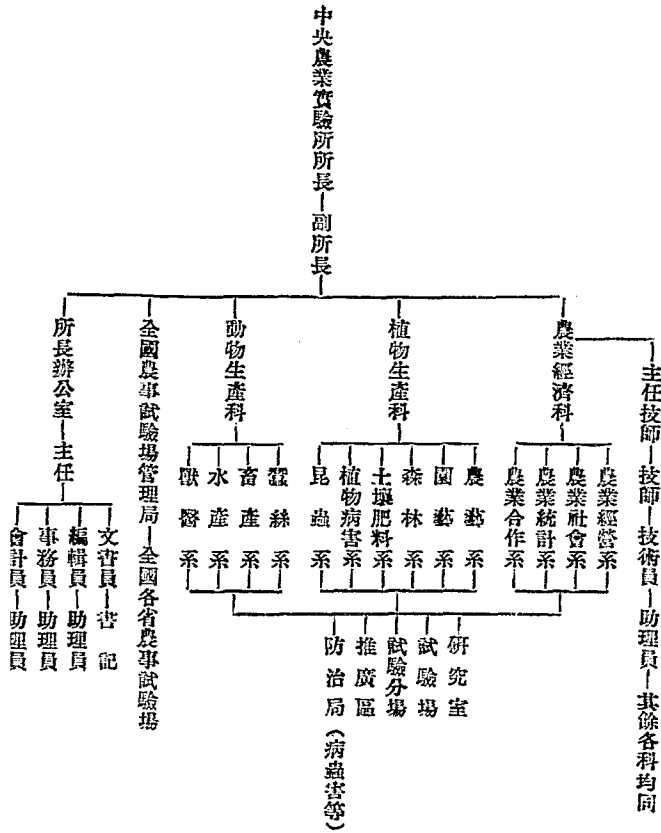 中央農業實驗所所長—副所長
農業經濟科
主任技師—技師—技術員—助理員—其餘各科均同
農業經營系
農業社會系
農業統計系
農業合作系
植物生產科
農藝系
園藝系
森林系
土壤肥料系
植物病害系
昆蟲系
動物生產科
蠶絲系
畜產系
水產系
獸醫系
研究室
試驗場
試驗分場
推廣區
防治局(病蟲害等)
全國農事試驗場管理局—全國各省農事試驗場
所長辦公室—主任
文書員—書記
編輯員—助理員
事務員—助理員
會計員—助理員